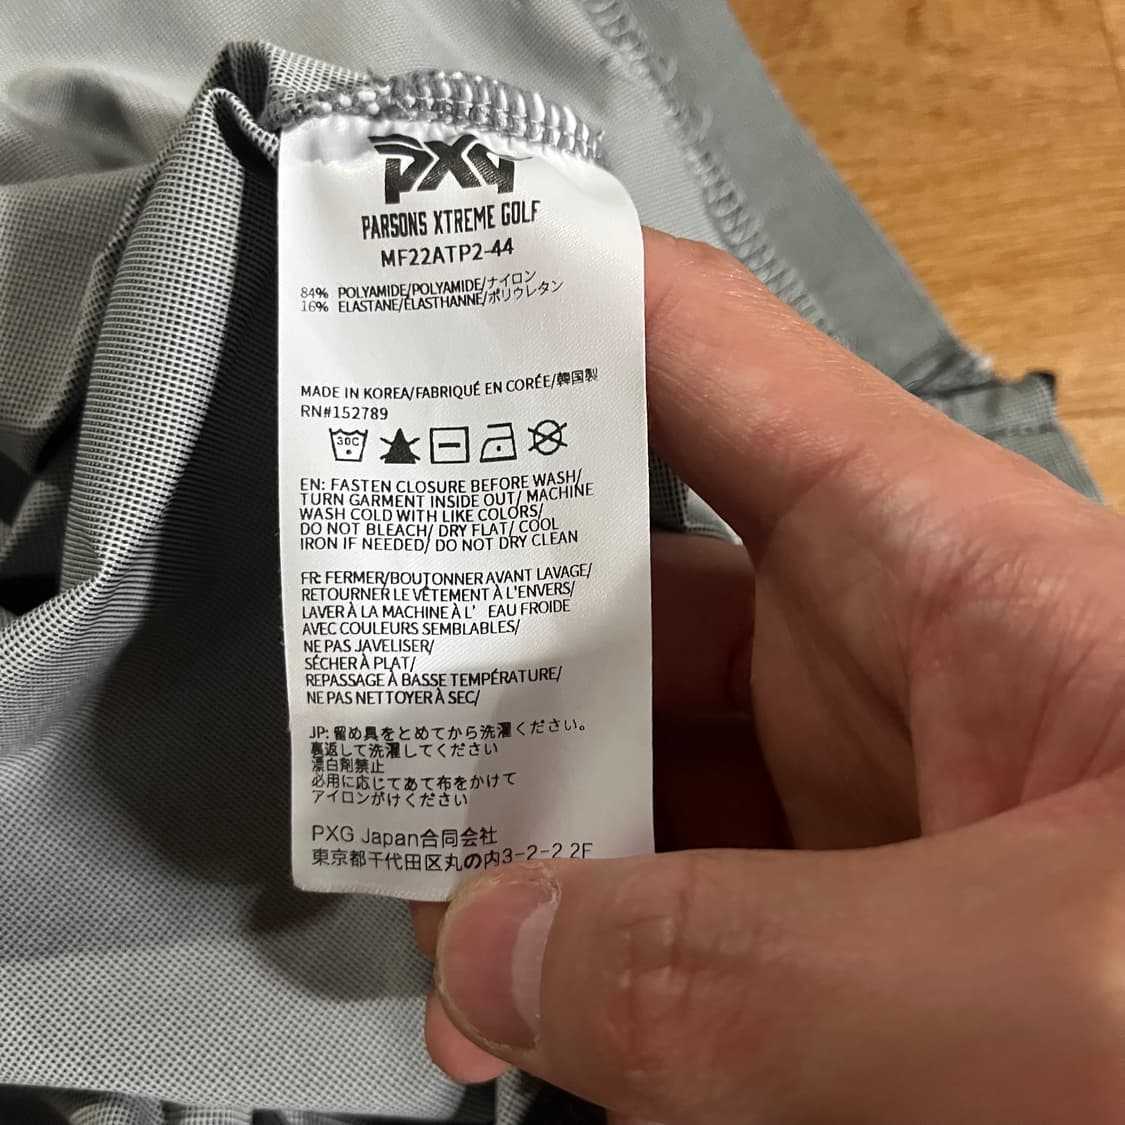 PXG
PARSONS XTREME GOLF
MF22ATP2-44
84% POLYAMIDE/POLYAMIDE/ナイロン
16% ELASTANE/ÉLASTHANNE/ポリウレタン
MADE IN KOREA/FABRIQUÉ EN CORÉE/韓国製
RN#152789
30C
EN: FASTEN CLOSURE BEFORE WASH/
TURN GARMENT INSIDE OUT/ MACHINE
WASH COLD WITH LIKE COLORS/
DO NOT BLEACH/ DRY FLAT/ COOL
IRON IF NEEDED/ DO NOT DRY CLEAN
FR: FERMER/BOUTONNER AVANT LAVAGE/
RETOURNER LE VÊTEMENT À L'ENVERS/
LAVER À LA MACHINE À L' EAU FROIDE
AVEC COULEURS SEMBLABLES/
NE PAS JAVELISER/
SÉCHER À PLAT/
REPASSAGE À BASSE TEMPÉRATURE/
NE PAS NETTOYER À SEC/
JP: 留め具をとめてから洗濯ください。
裏返して洗濯してください
漂白剤禁止
必用に応じてあて布をかけて
アイロンがけください
PXG Japan合同会社
東京都千代田区丸の内3-2-2 2F